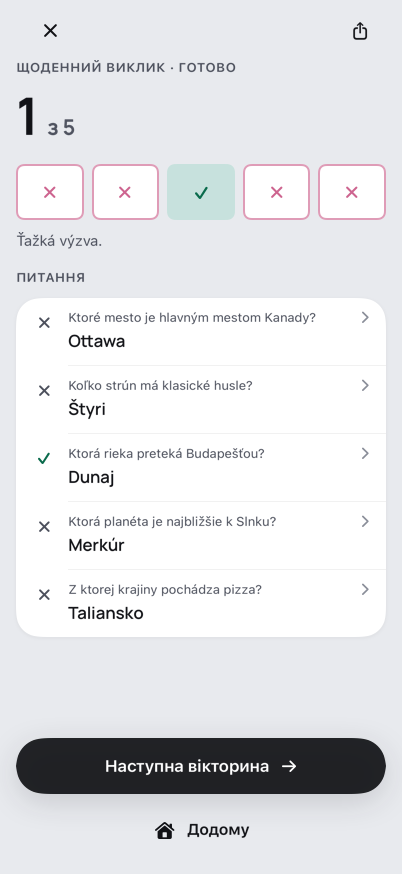 ЩОДЕННИЙ ВИКЛИК · ГОТОВО
1 з 5
Ťažká výzva.
ПИТАННЯ
Ktoré mesto je hlavným mestom Kanady?
Ottawa
Koľko strún má klasické husle?
Štyri
Ktorá rieka preteká Budapešťou?
Dunaj
Ktorá planéta je najbližšie k Slnku?
Merkúr
Z ktorej krajiny pochádza pizza?
Taliansko
Наступна вікторина
Додому